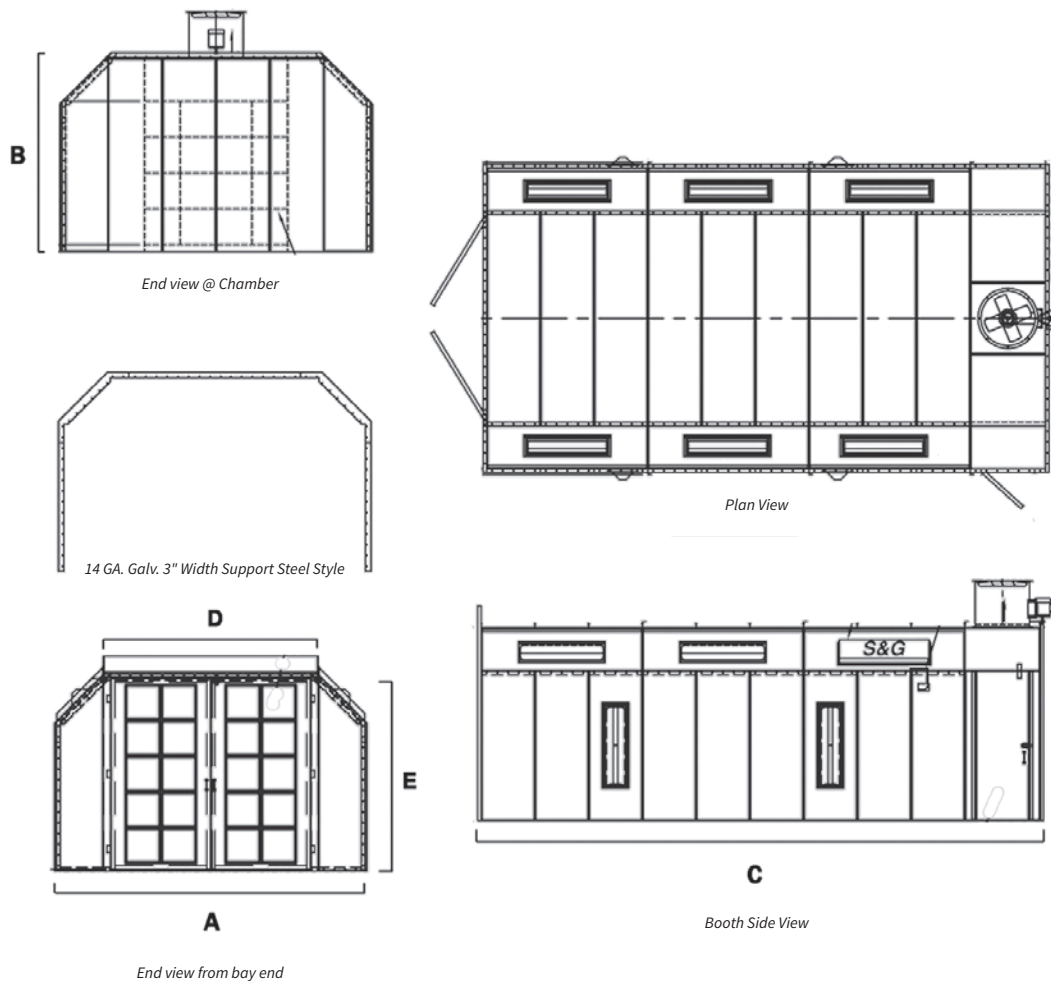 B
End view @ Chamber
Plan View
14 GA. Galv. 3" Width Support Steel Style
D
S&G
E
C
A
Booth Side View
End view from bay end